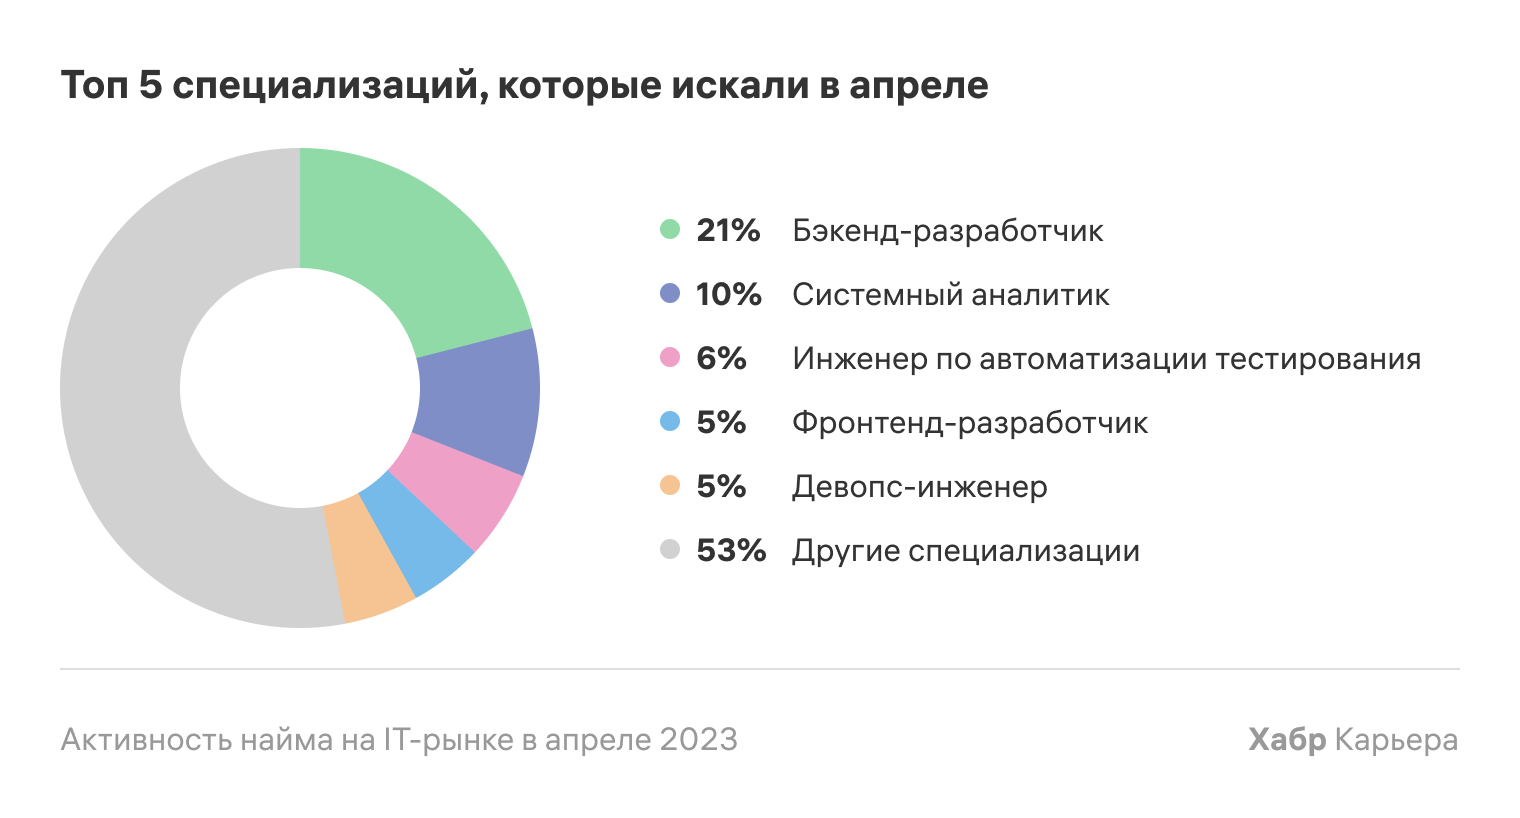 Топ 5 специализаций, которые искали в апреле
21% Бэкенд-разработчик
10% Системный аналитик
6% Инженер по автоматизации тестирования
5% Фронтенд-разработчик
5% Девопс-инженер
53% Другие специализации
Активность найма на IT-рынке в апреле 2023
Хабр Карьера